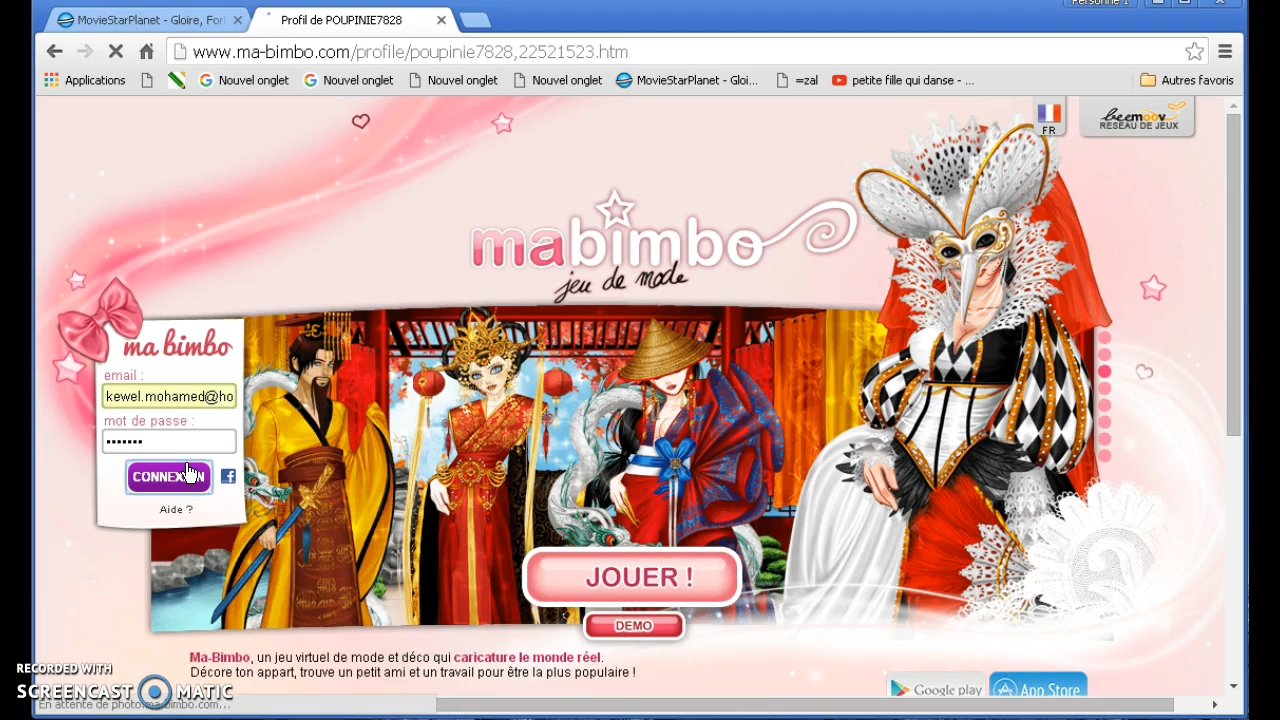 Personne 1
MovieStarPlanet - Gloire, For
Profil de POUPINIE7828
www.ma-bimbo.com/profile/poupinie7828,22521523.htm
Applications
Nouvel onglet
Nouvel onglet
Nouvel onglet
Nouvel onglet
MovieStarPlanet - Gloi...
=zal
petite fille qui danse - ...
Autres favoris
FR
beemoov
RESEAU DE JEUX
mabimbo
jeu de mode
ma bimbo
email :
kewel.mohamed@ho
mot de passe :
•••••••
CONNEXION
Aide ?
JOUER !
DEMO
Ma-Bimbo, un jeu virtuel de mode et déco qui caricature le monde réel.
Décore ton appart, trouve un petit ami et un travail pour être la plus populaire !
Google play
App Store
RECORDED WITH
SCREENCAST MATIC
En attente de photo.ma-bimbo.com...